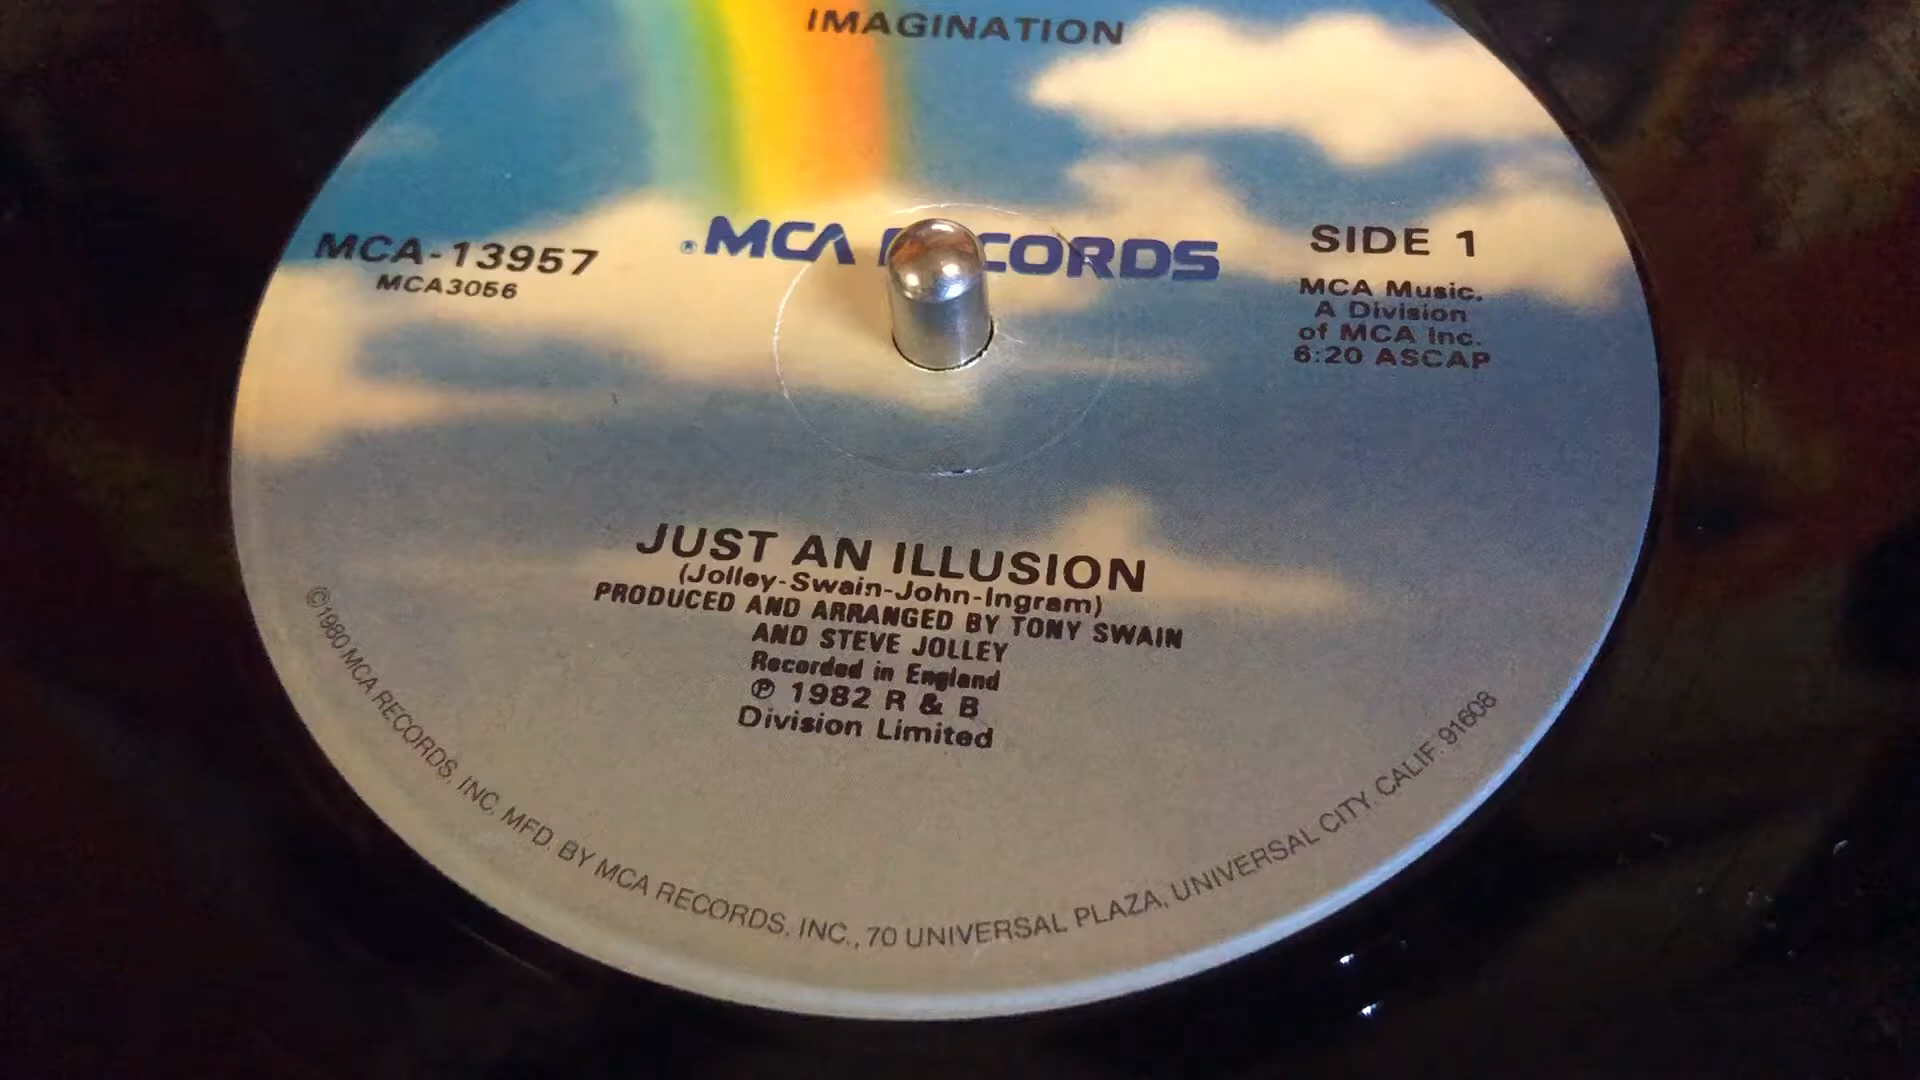 IMAGINATION
MCA-13957
MCA3056
® MCA RECORDS
SIDE 1
MCA Music,
A Division
of MCA Inc.
6:20 ASCAP
JUST AN ILLUSION
(Jolley-Swain-John-Ingram)
PRODUCED AND ARRANGED BY TONY SWAIN
AND STEVE JOLLEY
Recorded in England
℗ 1982 R & B
Division Limited
©1980 MCA RECORDS, INC. MFD. BY MCA RECORDS, INC., 70 UNIVERSAL PLAZA, UNIVERSAL CITY, CALIF. 91608